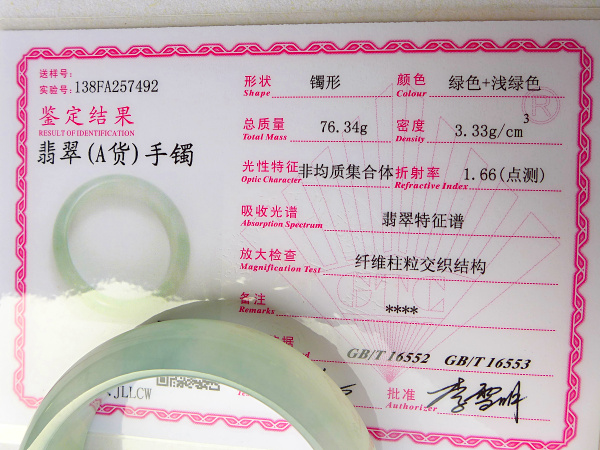 送样号:
实验号:138FA257492
鉴定结果
RESULT OF IDENTIFICATION
翡翠(A货)手镯
形状 镯形 颜色 绿色+浅绿色
Shape Colour
总质量 76.34g 密度 3.33g/cm3
Total Mass Density
光性特征 非均质集合体 折射率 1.66(点测)
Optic Character Refractive Index
吸收光谱 翡翠特征谱
Absorption Spectrum
放大检查 纤维柱粒交织结构
Magnification Test
备注 ****
Remarks
据 GB/T 16552 GB/T 16553
批准
Authorizer
.JLLCW